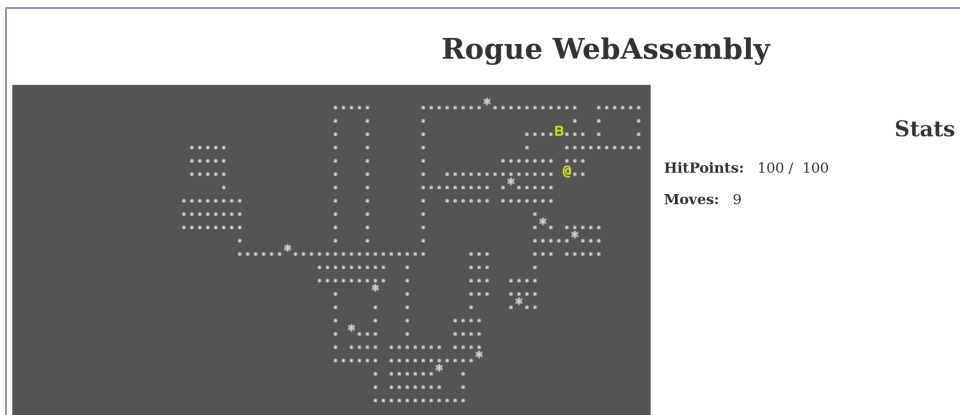 Rogue WebAssembly
Stats
B
@
HitPoints: 100 / 100
Moves: 9